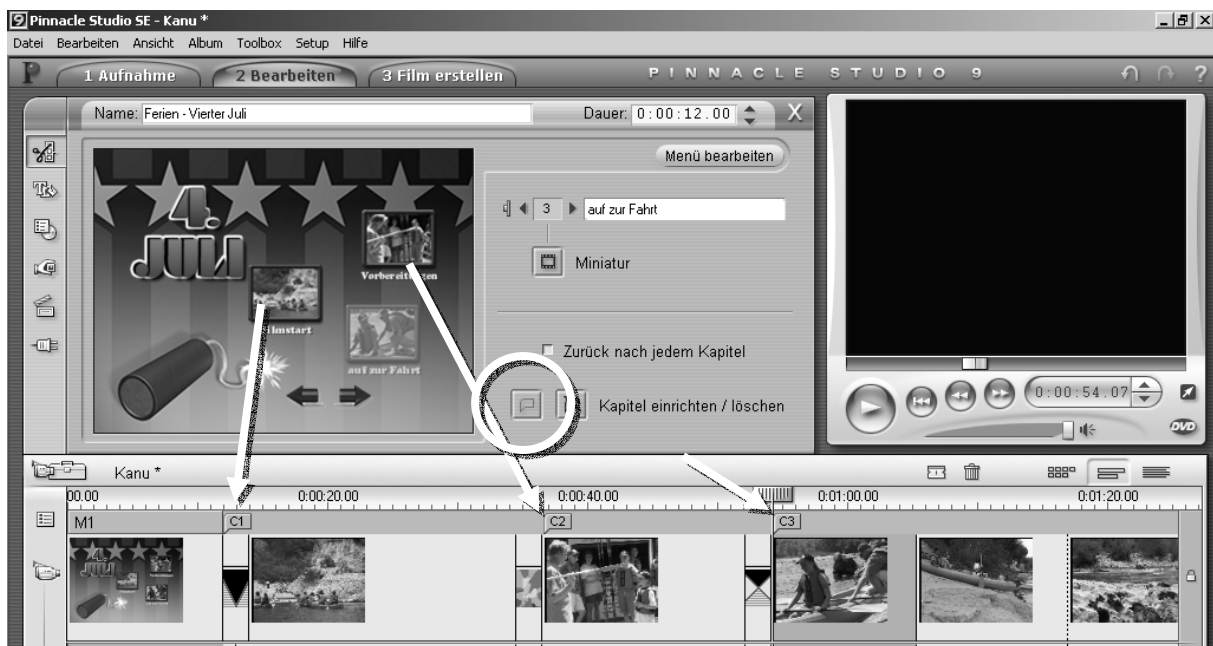 9 Pinnacle Studio SE - Kanu *
Datei Bearbeiten Ansicht Album Toolbox Setup Hilfe
1 Aufnahme 2 Bearbeiten 3 Film erstellen PINNACLE STUDIO 9 ?
Name: Ferien - Vierter Juli Dauer: 0:00:12.00 X
Menü bearbeiten
4.
JULI
Vorbereitungen
Filmstart
auf zur Fahrt
3 auf zur Fahrt
Miniatur
Zurück nach jedem Kapitel
Kapitel einrichten / löschen
0:00:54.07
DVD
Kanu *
00.00 0:00:20.00 0:00:40.00 0:01:00.00 0:01:20.00
M1 C1 C2 C3
4.
JULI